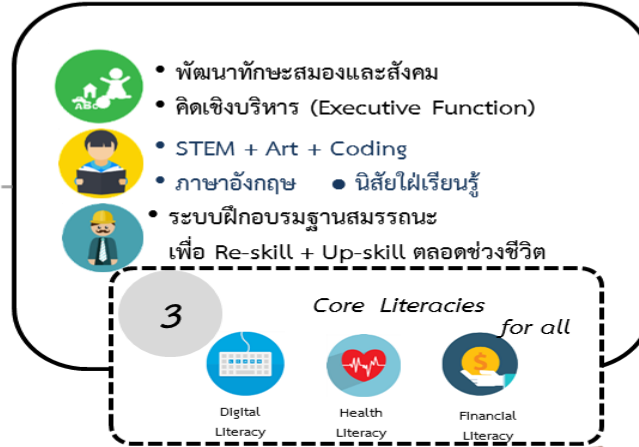 • พัฒนาทักษะสมองและสังคม
• คิดเชิงบริหาร (Executive Function)
ABC
• STEM + Art + Coding
• ภาษาอังกฤษ ● นิสัยใฝ่เรียนรู้
• ระบบฝึกอบรมฐานสมรรถนะ
เพื่อ Re-skill + Up-skill ตลอดช่วงชีวิต
3 Core Literacies
for all
$
Digital Literacy
Health Literacy
Financial Literacy